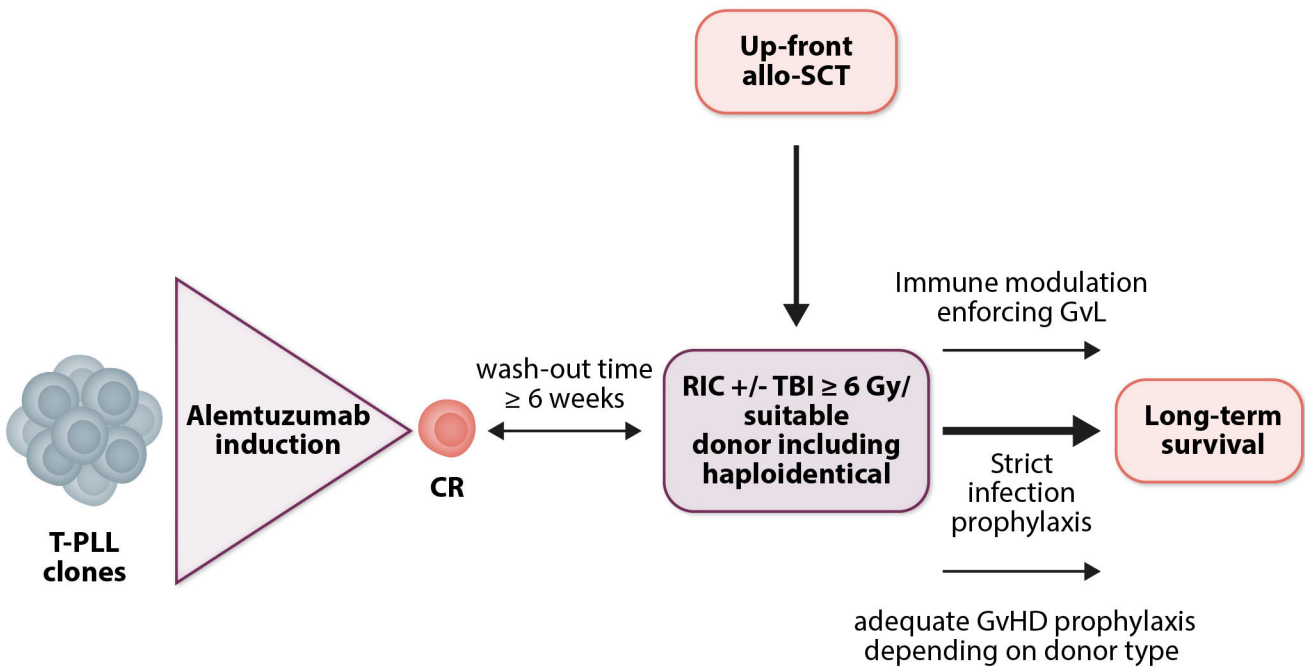 Up-front
allo-SCT
T-PLL
clones
Alemtuzumab
induction
CR
wash-out time
≥ 6 weeks
RIC +/- TBI ≥ 6 Gy/
suitable
donor including
haploidentical
Immune modulation
enforcing GvL
Strict
infection
prophylaxis
adequate GvHD prophylaxis
depending on donor type
Long-term
survival